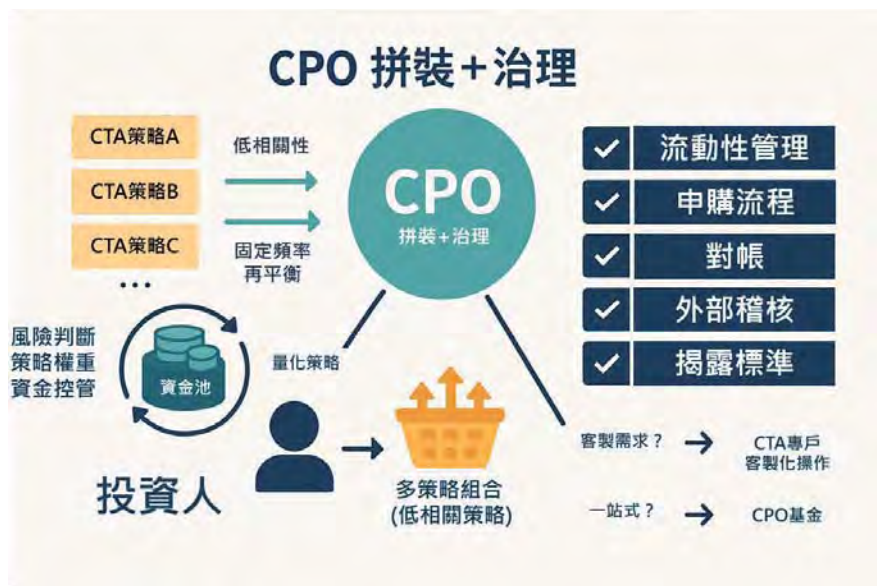 CPO 拼裝+治理
CTA策略A
CTA策略B
CTA策略C
...
低相關性
固定頻率
再平衡
CPO
拼裝+治理
流動性管理
申購流程
對帳
外部稽核
揭露標準
風險判斷
策略權重
資金控管
資金池
量化策略
投資人
多策略組合
(低相關策略)
客製需求?
CTA專戶
客製化操作
一站式?
CPO基金